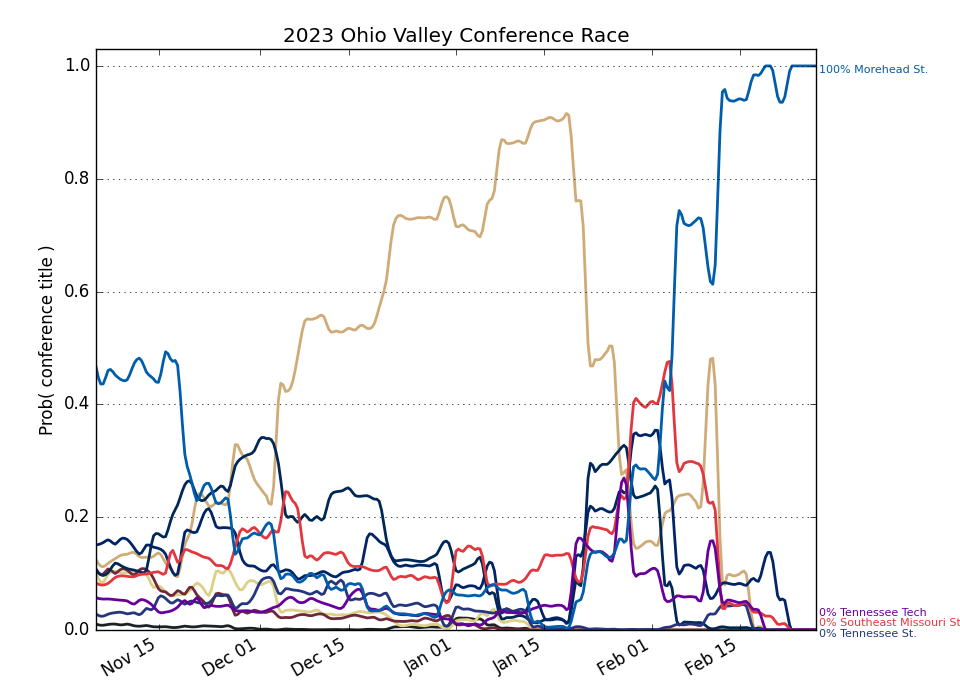 2023 Ohio Valley Conference Race
1.0
100% Morehead St.
0.8
0.6
0.4
0.2
0.0
Prob( conference title )
0% Tennessee Tech
0% Southeast Missouri St
0% Tennessee St.
Nov 15
Dec 01
Dec 15
Jan 01
Jan 15
Feb 01
Feb 15